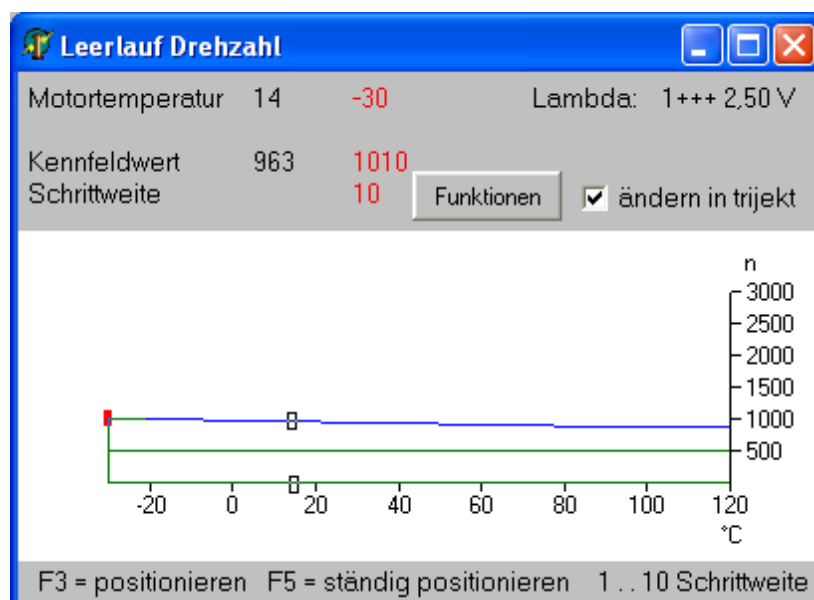 Leerlauf Drehzahl
Motortemperatur 14 -30 Lambda: 1+++ 2,50 V
Kennfeldwert 963 1010
Schrittweite 10 Funktionen ändern in trijekt
n
3000
2500
2000
1500
1000
500
-20 0 20 40 60 80 100 120
°C
F3 = positionieren F5 = ständig positionieren 1 . . 10 Schrittweite